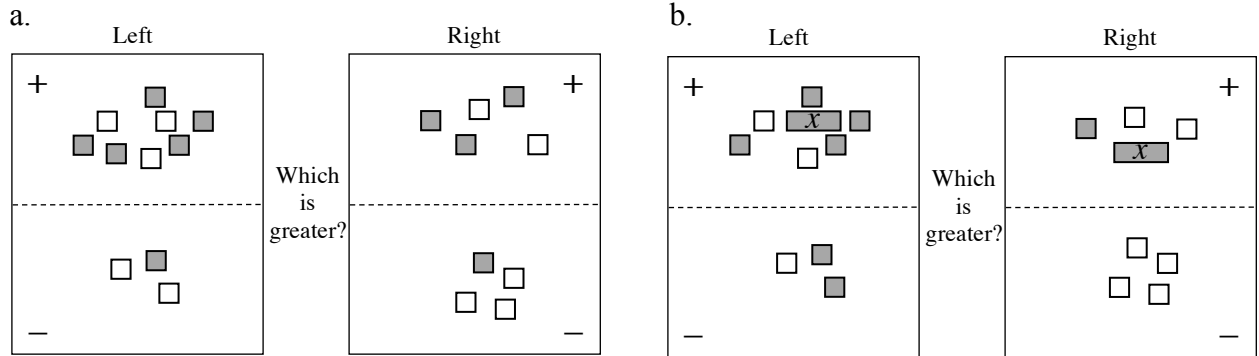 a.
Left
Right
+
+
Which
is
greater?
−
−
b.
Left
Right
+
x
+
x
Which
is
greater?
−
−